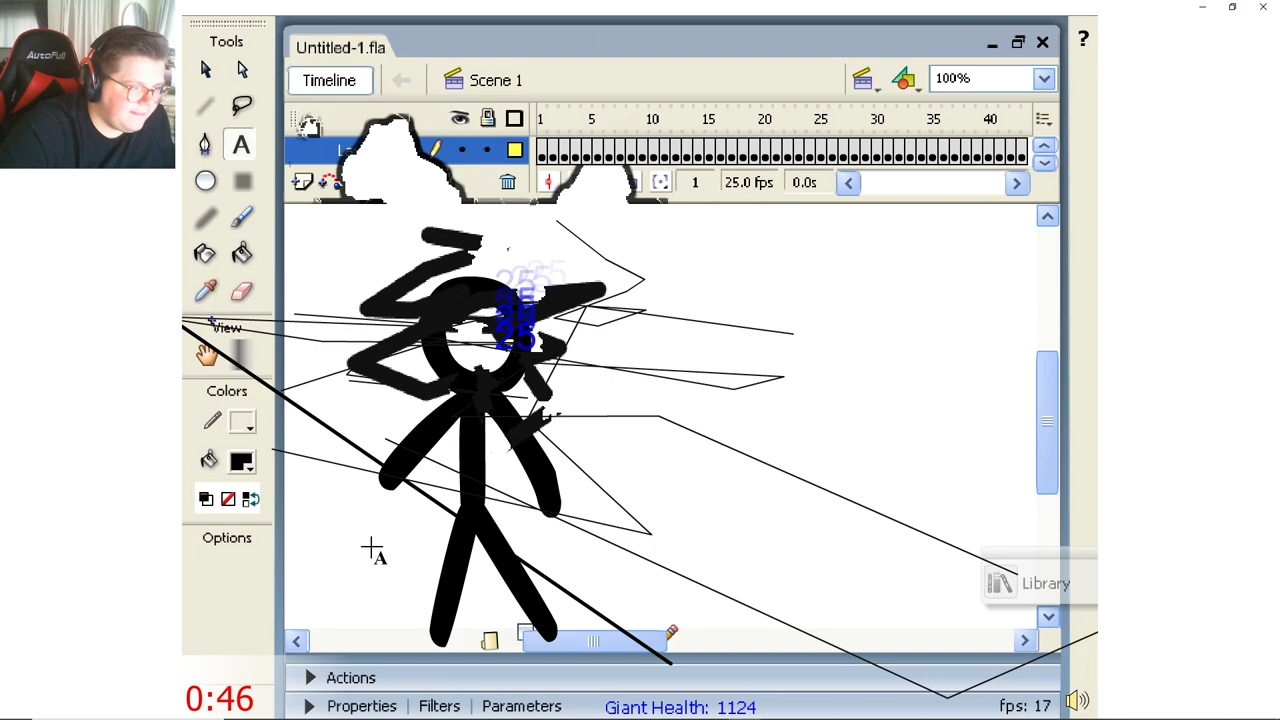 AutoFull
Tools
Untitled-1.fla
?
Timeline
Scene 1
100%
1 5 10 15 20 25 30 35 40
A
1 25.0 fps 0.0s
View
Colors
A
Options
Library
Actions
0:46
Properties Filters Parameters Giant Health: 1124 fps: 17